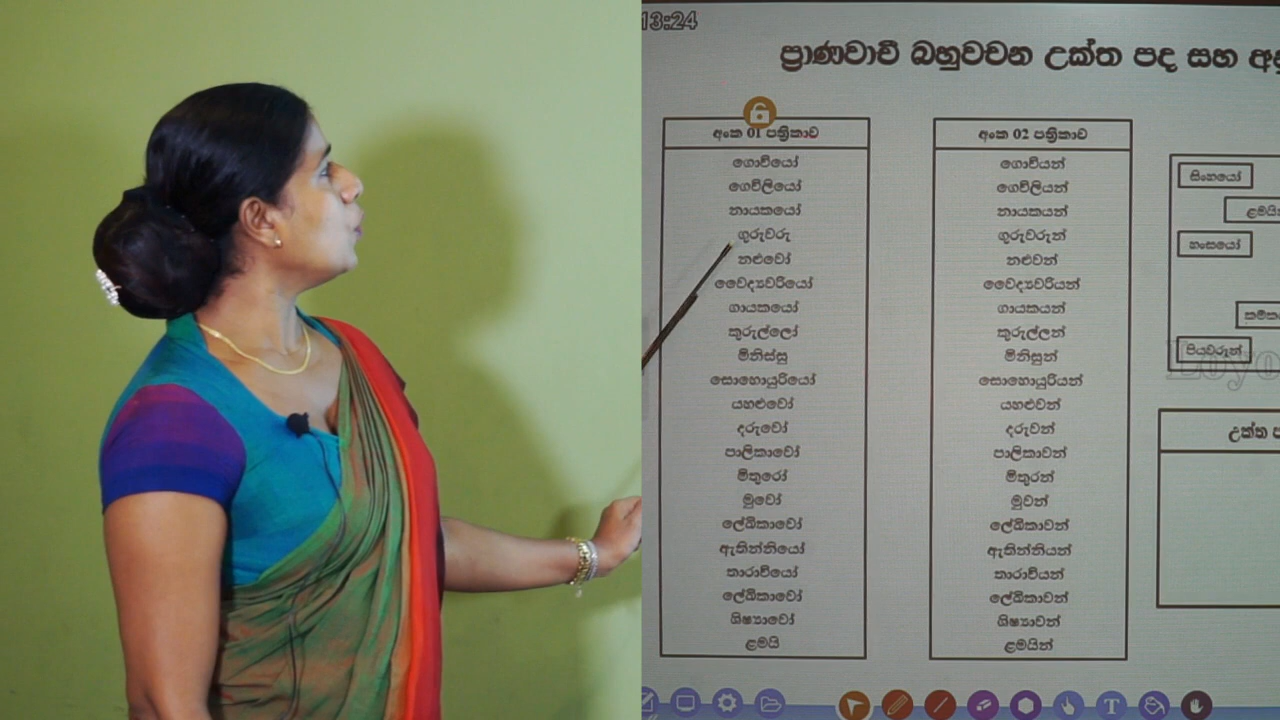 13:24
ප්‍රාණවාචී බහුවචන උක්ත පද සහ
අංක 01 පත්‍රිකාව
ගොවියෝ
ගෙවිලියෝ
නායකයෝ
ගුරුවරු
නළුවෝ
වෛද්‍යවරියෝ
ගායකයෝ
කුරුල්ලෝ
මිනිස්සු
සොහොයුරියෝ
යහළුවෝ
දරුවෝ
පාලිකාවෝ
මිතුරෝ
මුවෝ
ලේඛිකාවෝ
ඇතින්නියෝ
තාරාවියෝ
ලේඛිකාවෝ
ශිෂ්‍යාවෝ
ළමයි
අංක 02 පත්‍රිකාව
ගොවියන්
ගෙවිලියන්
නායකයන්
ගුරුවරුන්
නළුවන්
වෛද්‍යවරියන්
ගායකයන්
කුරුල්ලන්
මිනිසුන්
සොහොයුරියන්
යහළුවන්
දරුවන්
පාලිකාවන්
මිතුරන්
මුවන්
ලේඛිකාවන්
ඇතින්නියන්
තාරාවියන්
ලේඛිකාවන්
ශිෂ්‍යාවන්
ළමයින්
සිංහයෝ
හංසයෝ
පියවරුන්
Loyo
උක්ත